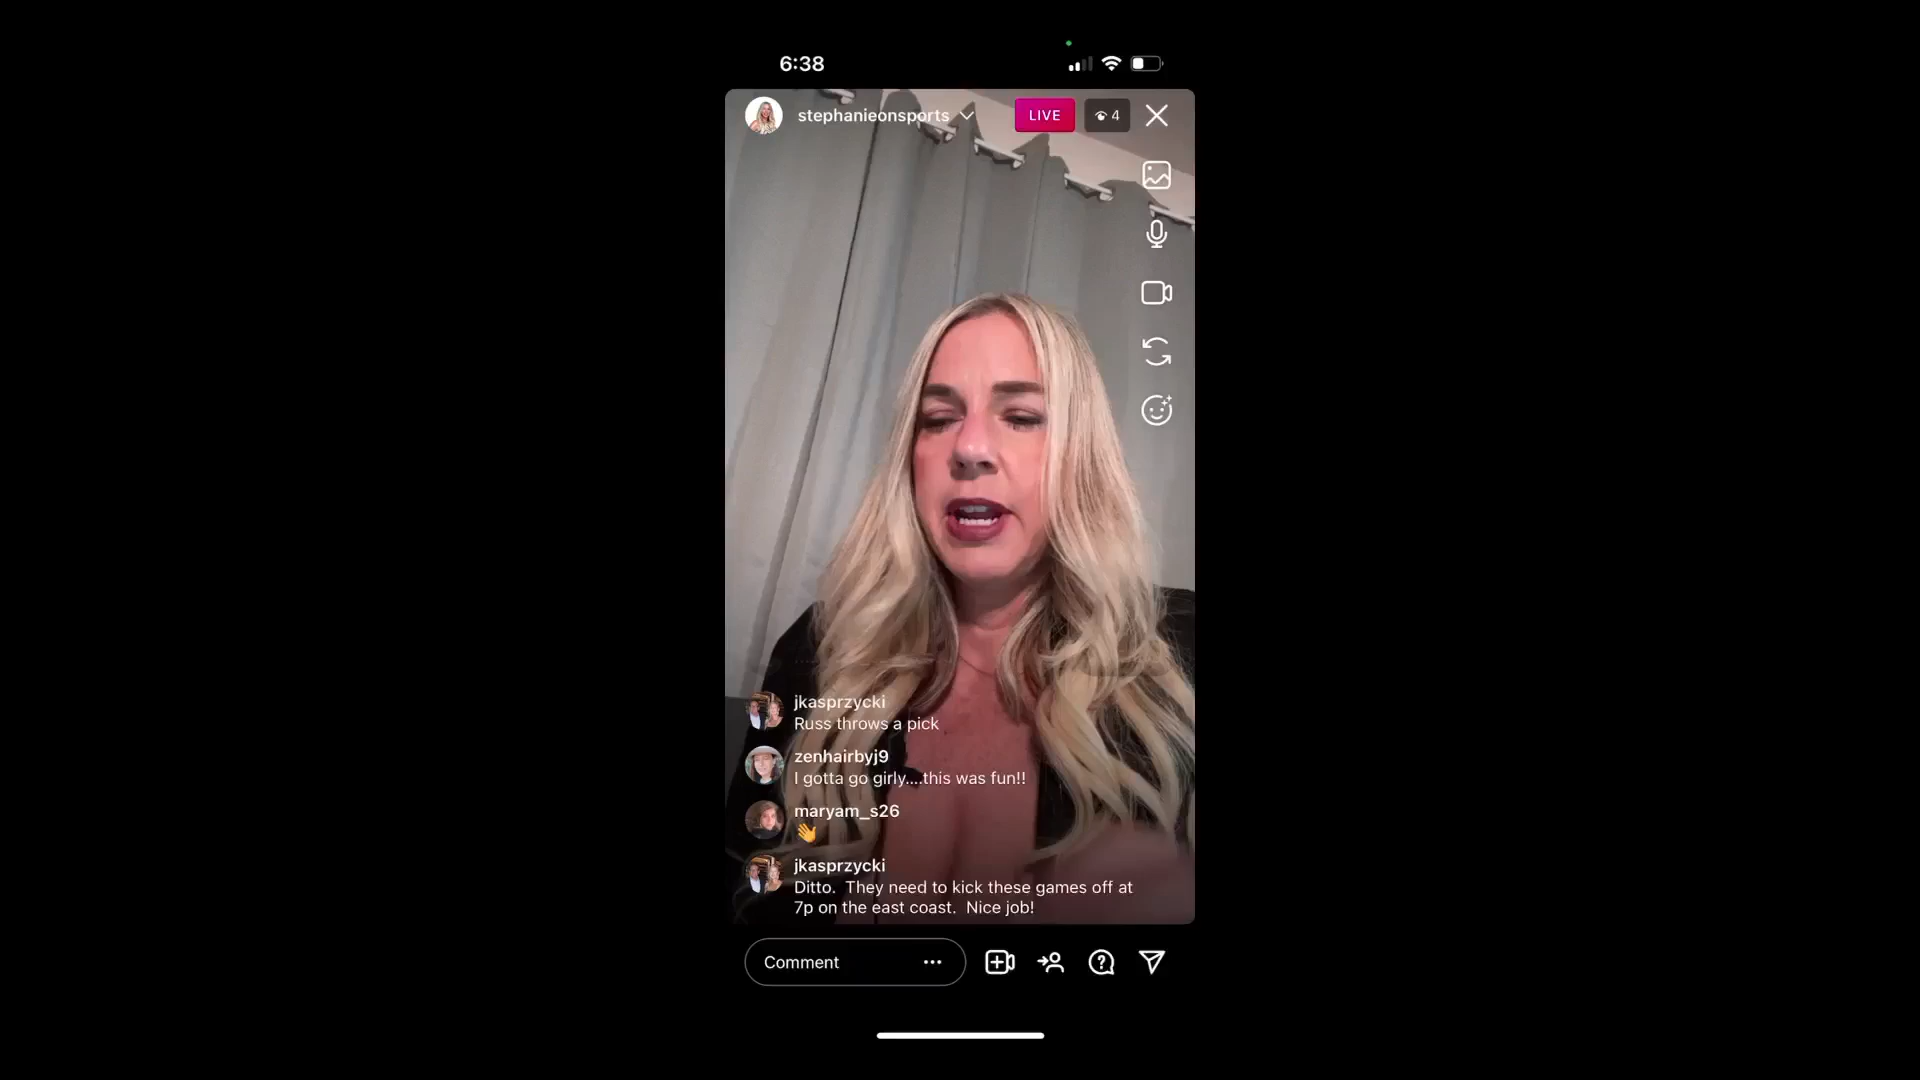 6:38
stephanieonsports
LIVE
4
jkasprzycki
Russ throws a pick
zenhairbyj9
I gotta go girly....this was fun!!
maryam_s26
👋
jkasprzycki
Ditto.  They need to kick these games off at
7p on the east coast.  Nice job!
Comment